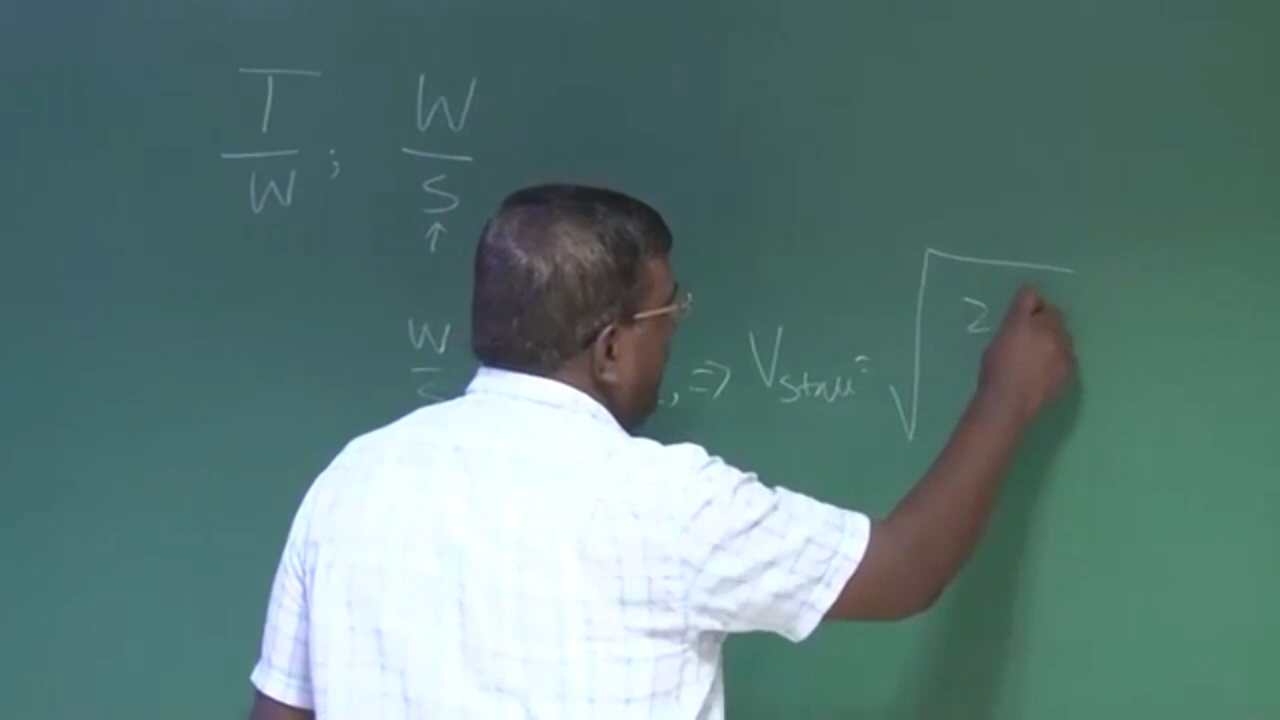 T/W ; W/S
↑
W ⇒ V_stall = √2